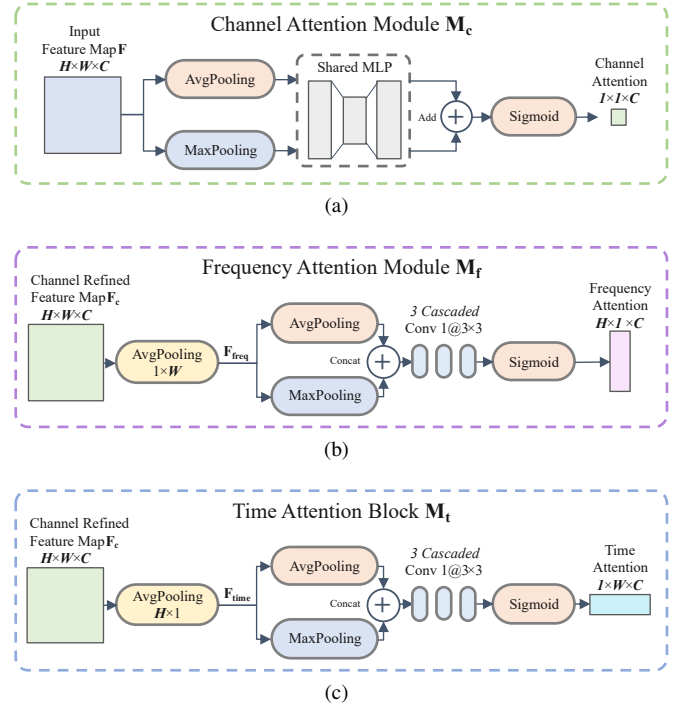 Channel Attention Module Mc
Input
Feature Map F
H×W×C
AvgPooling
MaxPooling
Shared MLP
Add
Sigmoid
Channel
Attention
1×1×C
(a)
Frequency Attention Module Mf
Channel Refined
Feature Map Fc
H×W×C
AvgPooling
1×W
Ffreq
AvgPooling
MaxPooling
Concat
3 Cascaded
Conv 1@3×3
Sigmoid
Frequency
Attention
H×1×C
(b)
Time Attention Block Mt
Channel Refined
Feature Map Fc
H×W×C
AvgPooling
H×1
Ftime
AvgPooling
MaxPooling
Concat
3 Cascaded
Conv 1@3×3
Sigmoid
Time
Attention
1×W×C
(c)